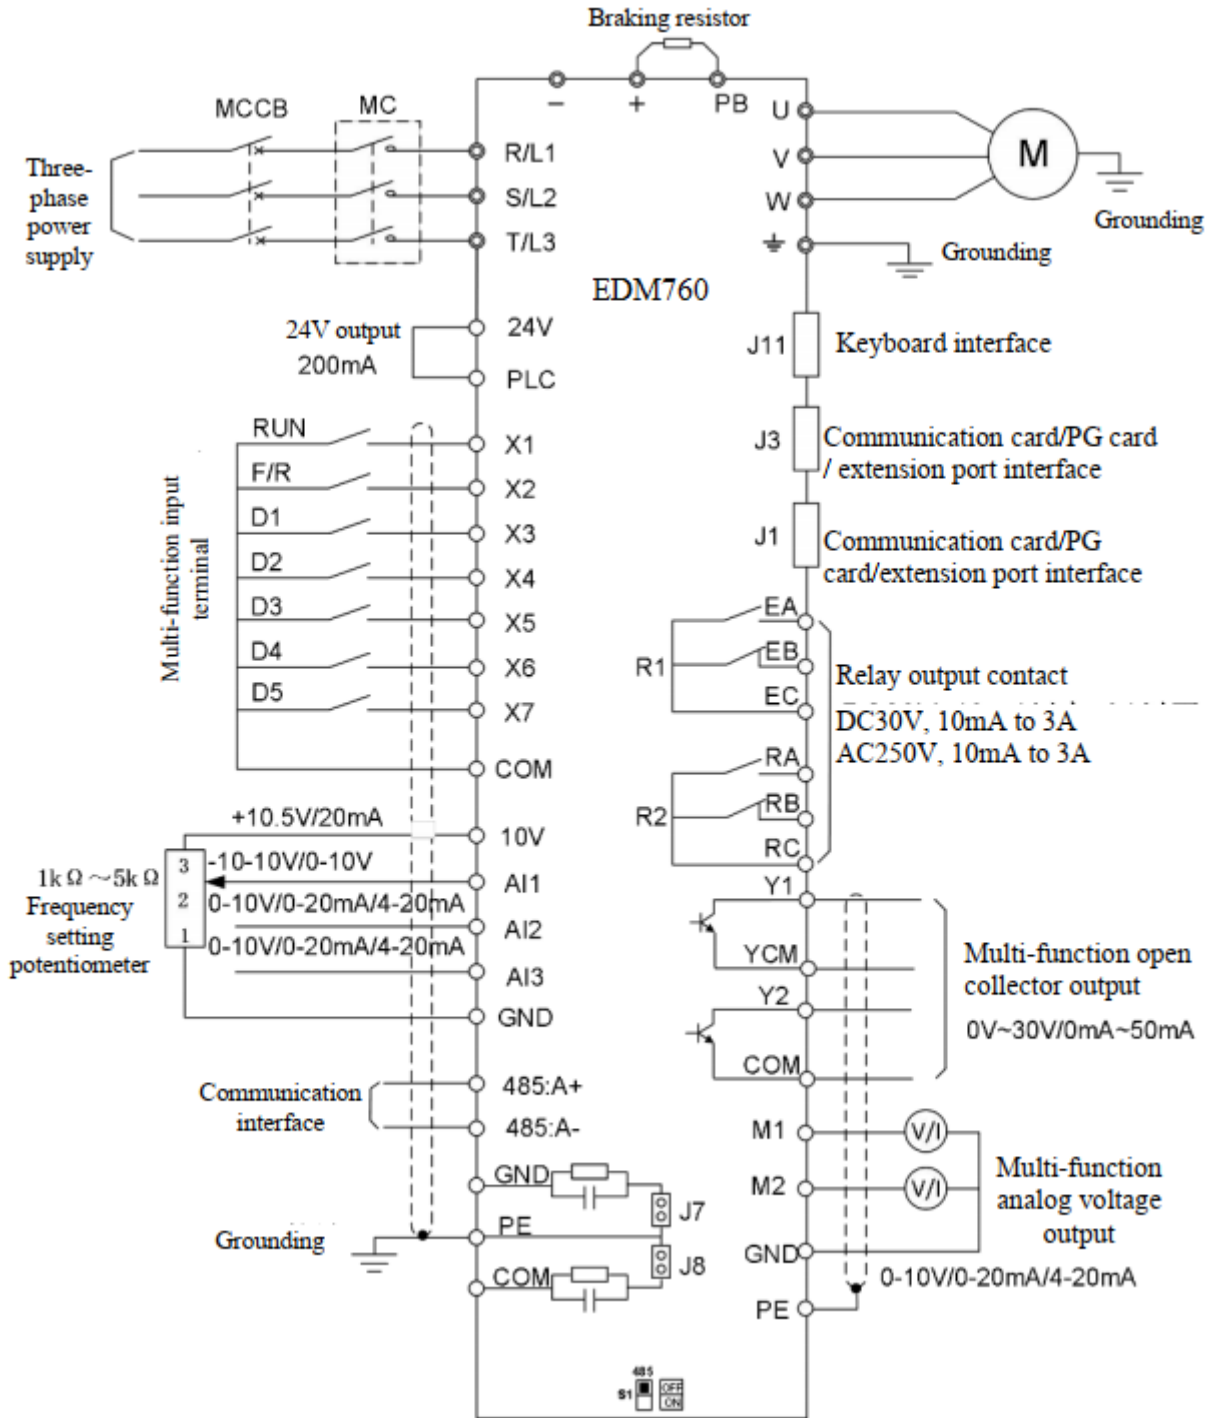 Braking resistor
−
+
PB
MCCB
MC
Three-
phase
power
supply
R/L1
S/L2
T/L3
U
V
W
M
Grounding
Grounding
EDM760
24V output
200mA
24V
PLC
J11
Keyboard interface
J3
Communication card/PG card
/ extension port interface
J1
Communication card/PG
card/extension port interface
Multi-function input
terminal
RUN
X1
F/R
X2
D1
X3
D2
X4
D3
X5
D4
X6
D5
X7
COM
R1
EA
EB
EC
R2
RA
RB
RC
Relay output contact
DC30V, 10mA to 3A
AC250V, 10mA to 3A
+10.5V/20mA
10V
-10-10V/0-10V
AI1
0-10V/0-20mA/4-20mA
AI2
0-10V/0-20mA/4-20mA
AI3
GND
3
2
1
1kΩ～5kΩ
Frequency
setting
potentiometer
Y1
YCM
Y2
COM
Multi-function open
collector output
0V~30V/0mA~50mA
Communication
interface
485:A+
485:A-
GND
J7
PE
J8
COM
Grounding
M1
V/I
M2
V/I
GND
Multi-function
analog voltage
output
0-10V/0-20mA/4-20mA
PE
485
S1
OFF
ON